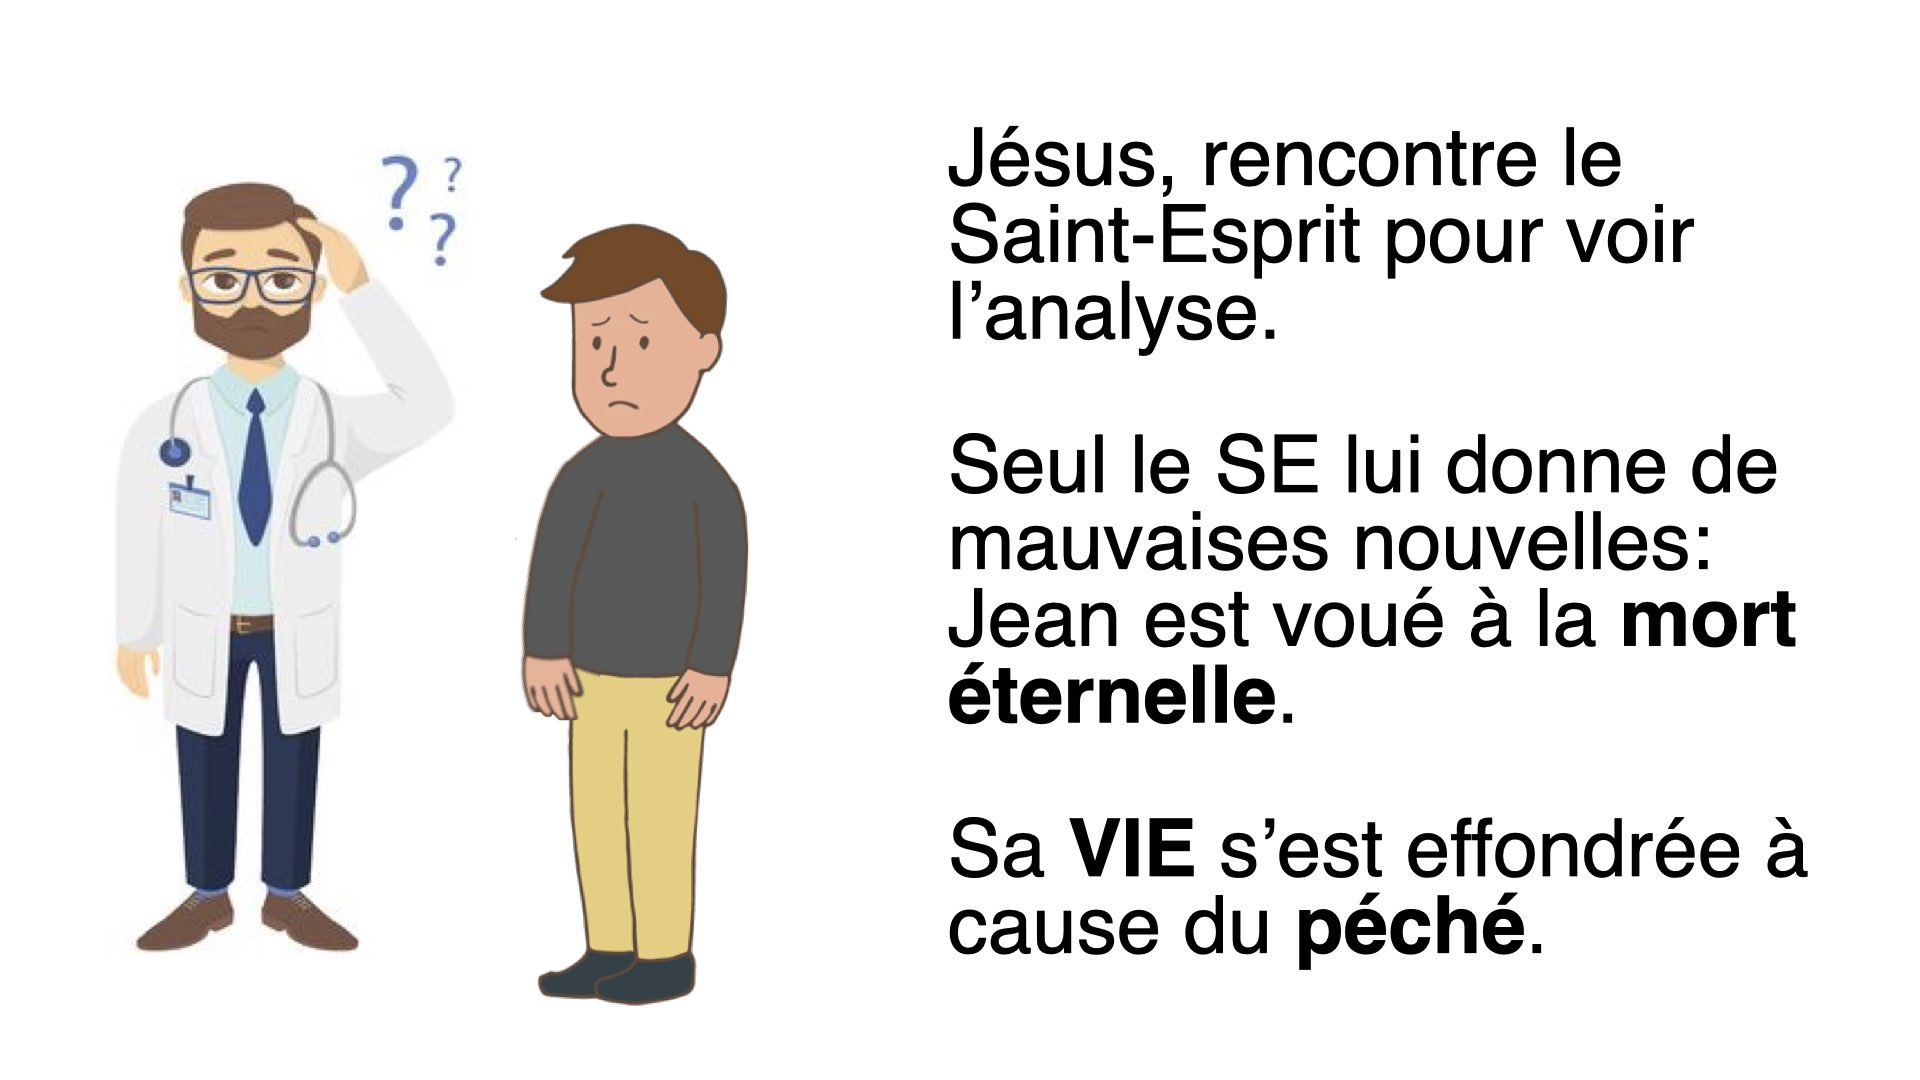 ? ?
?
Jésus, rencontre le
Saint-Esprit pour voir
l’analyse.
Seul le SE lui donne de
mauvaises nouvelles:
Jean est voué à la mort
éternelle.
Sa VIE s’est effondrée à
cause du péché.